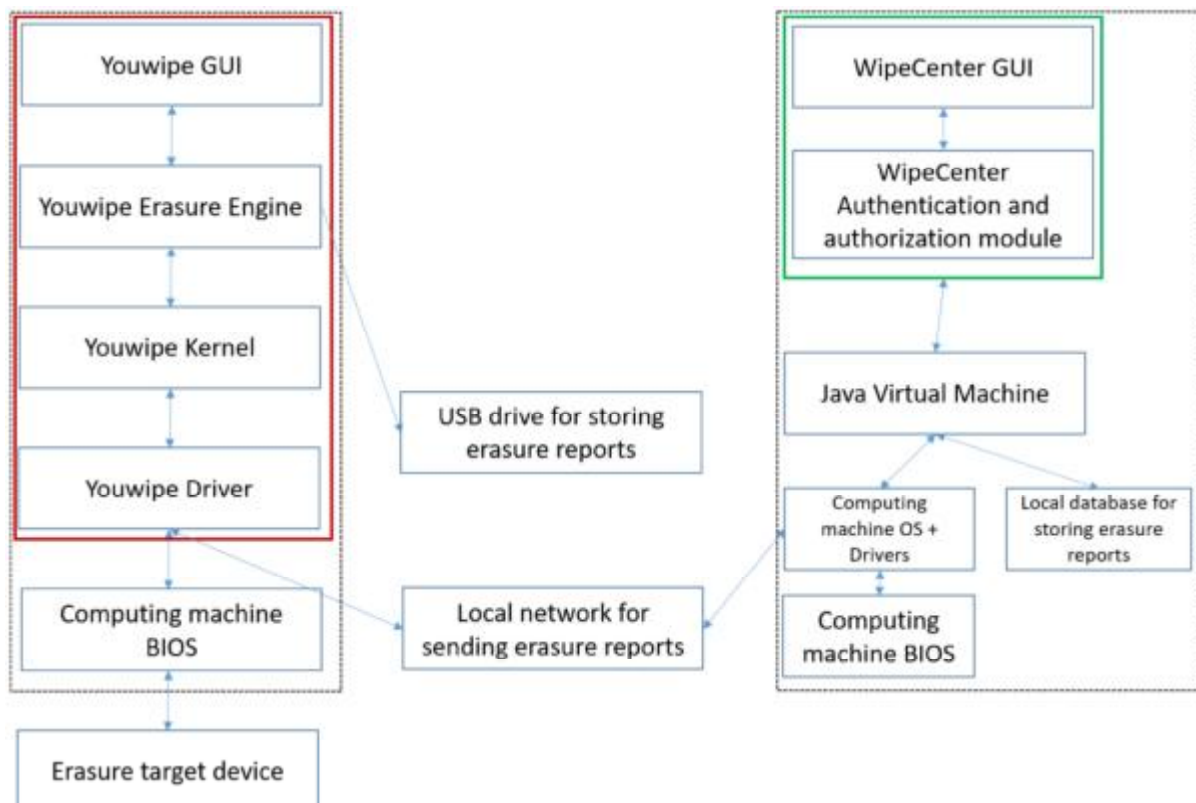 Youwipe GUI
Youwipe Erasure Engine
Youwipe Kernel
Youwipe Driver
Computing machine
BIOS
Erasure target device
USB drive for storing
erasure reports
Local network for
sending erasure reports
WipeCenter GUI
WipeCenter
Authentication and
authorization module
Java Virtual Machine
Computing
machine OS +
Drivers
Local database for
storing erasure
reports
Computing
machine BIOS